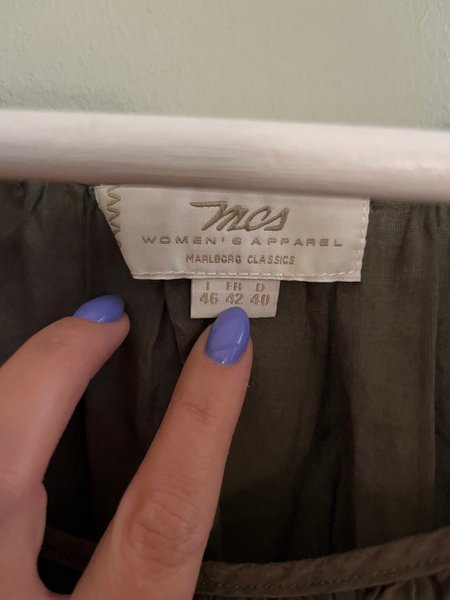 mcs
WOMEN'S APPAREL
MARLBORO CLASSICS
I FR D
46 42 40